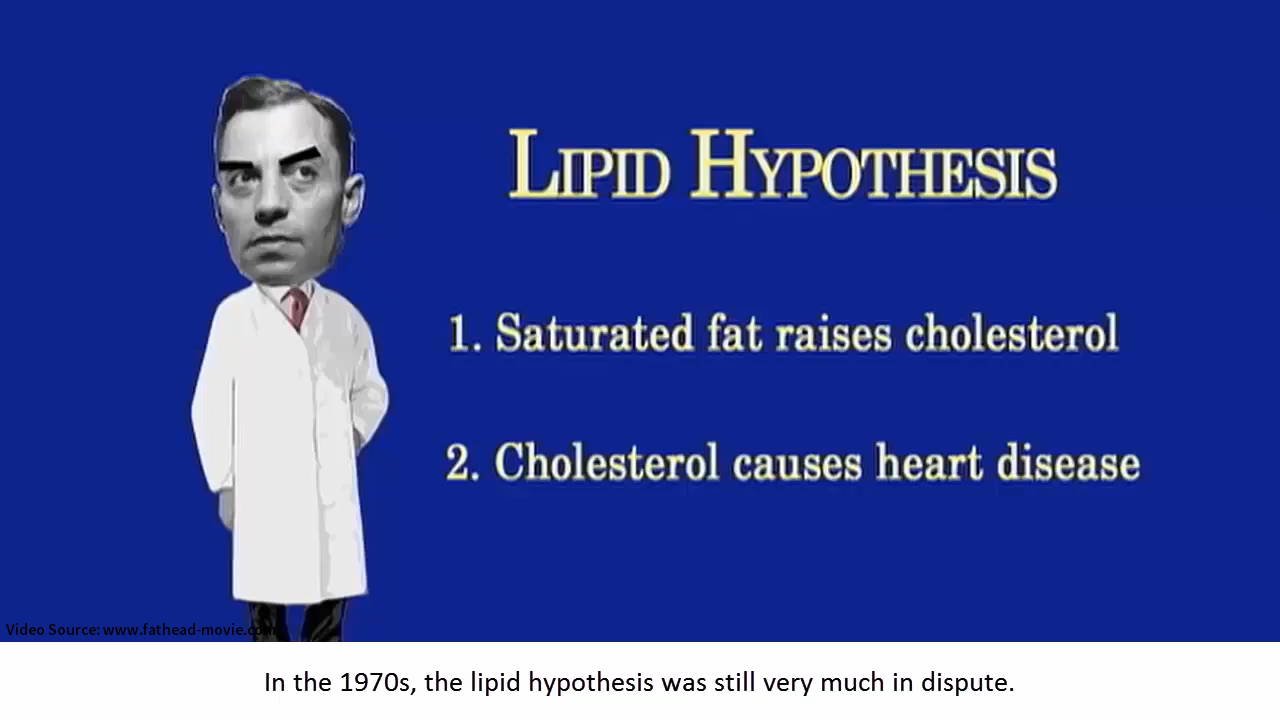 LIPID HYPOTHESIS
1. Saturated fat raises cholesterol
2. Cholesterol causes heart disease
Video Source: www.fathead-movie.com
In the 1970s, the lipid hypothesis was still very much in dispute.